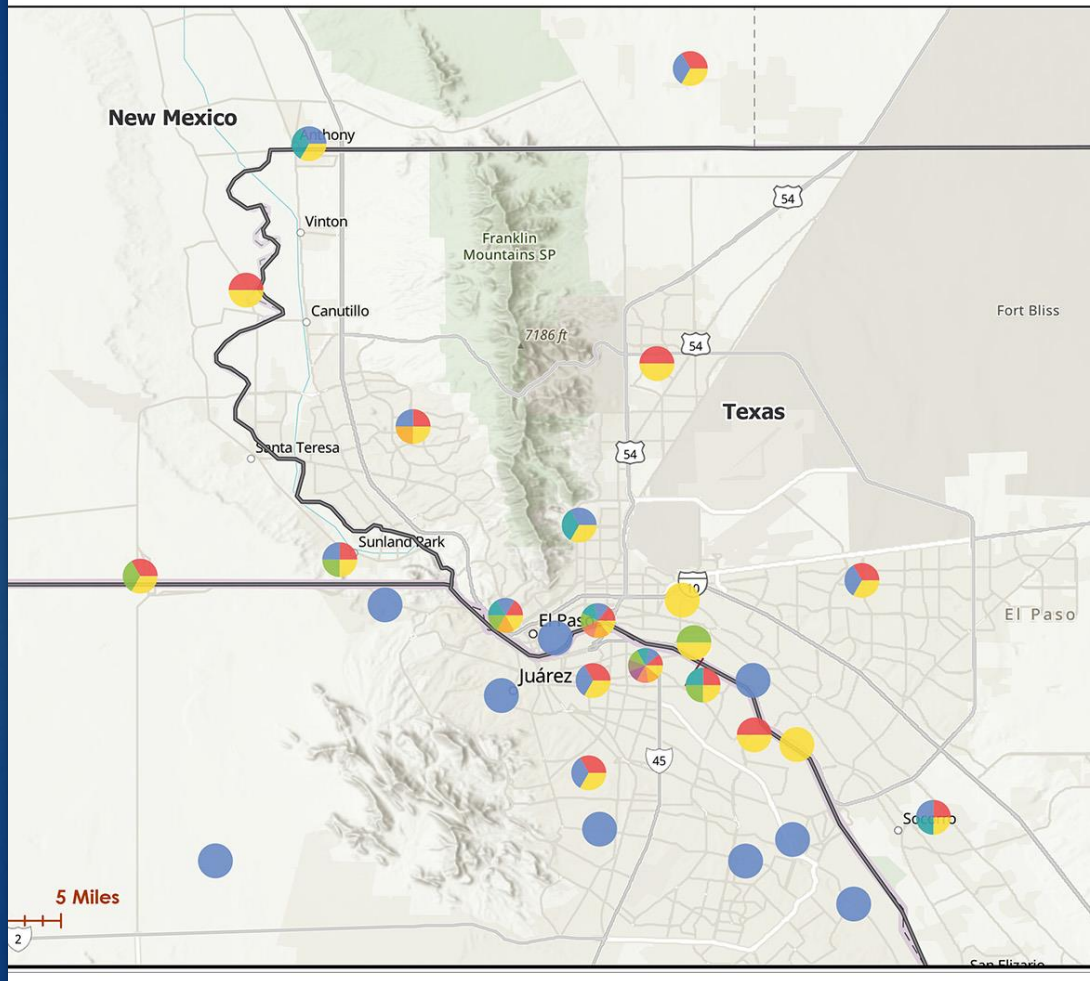 New Mexico
Anthony
54
Vinton
Franklin
Mountains SP
Canutillo
Fort Bliss
7186 ft
54
Texas
54
Santa Teresa
Sunland Park
10
El Paso
El Paso
Juárez
45
Socorro
5 Miles
2
San Elizario